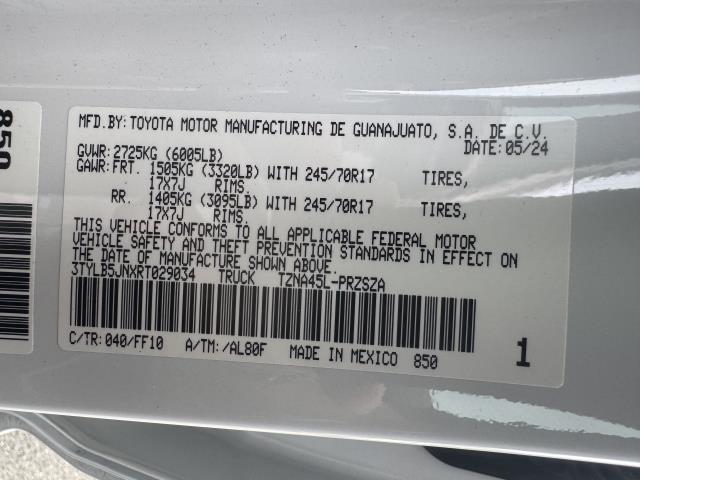 850
MFD.BY:TOYOTA MOTOR MANUFACTURING DE GUANAJUATO, S.A. DE C.V.
GVWR:2725KG (6005LB) DATE:05/24
GAWR:FRT. 1505KG (3320LB) WITH 245/70R17 TIRES,
17X7J RIMS.
RR. 1405KG (3095LB) WITH 245/70R17 TIRES,
17X7J RIMS.
THIS VEHICLE CONFORMS TO ALL APPLICABLE FEDERAL MOTOR
VEHICLE SAFETY AND THEFT PREVENTION STANDARDS IN EFFECT ON
THE DATE OF MANUFACTURE SHOWN ABOVE.
3TYLB5JNXRT029034 TRUCK TZNA45L-PRZSZA
C/TR:040/FF10 A/TM:/AL80F MADE IN MEXICO 850 1